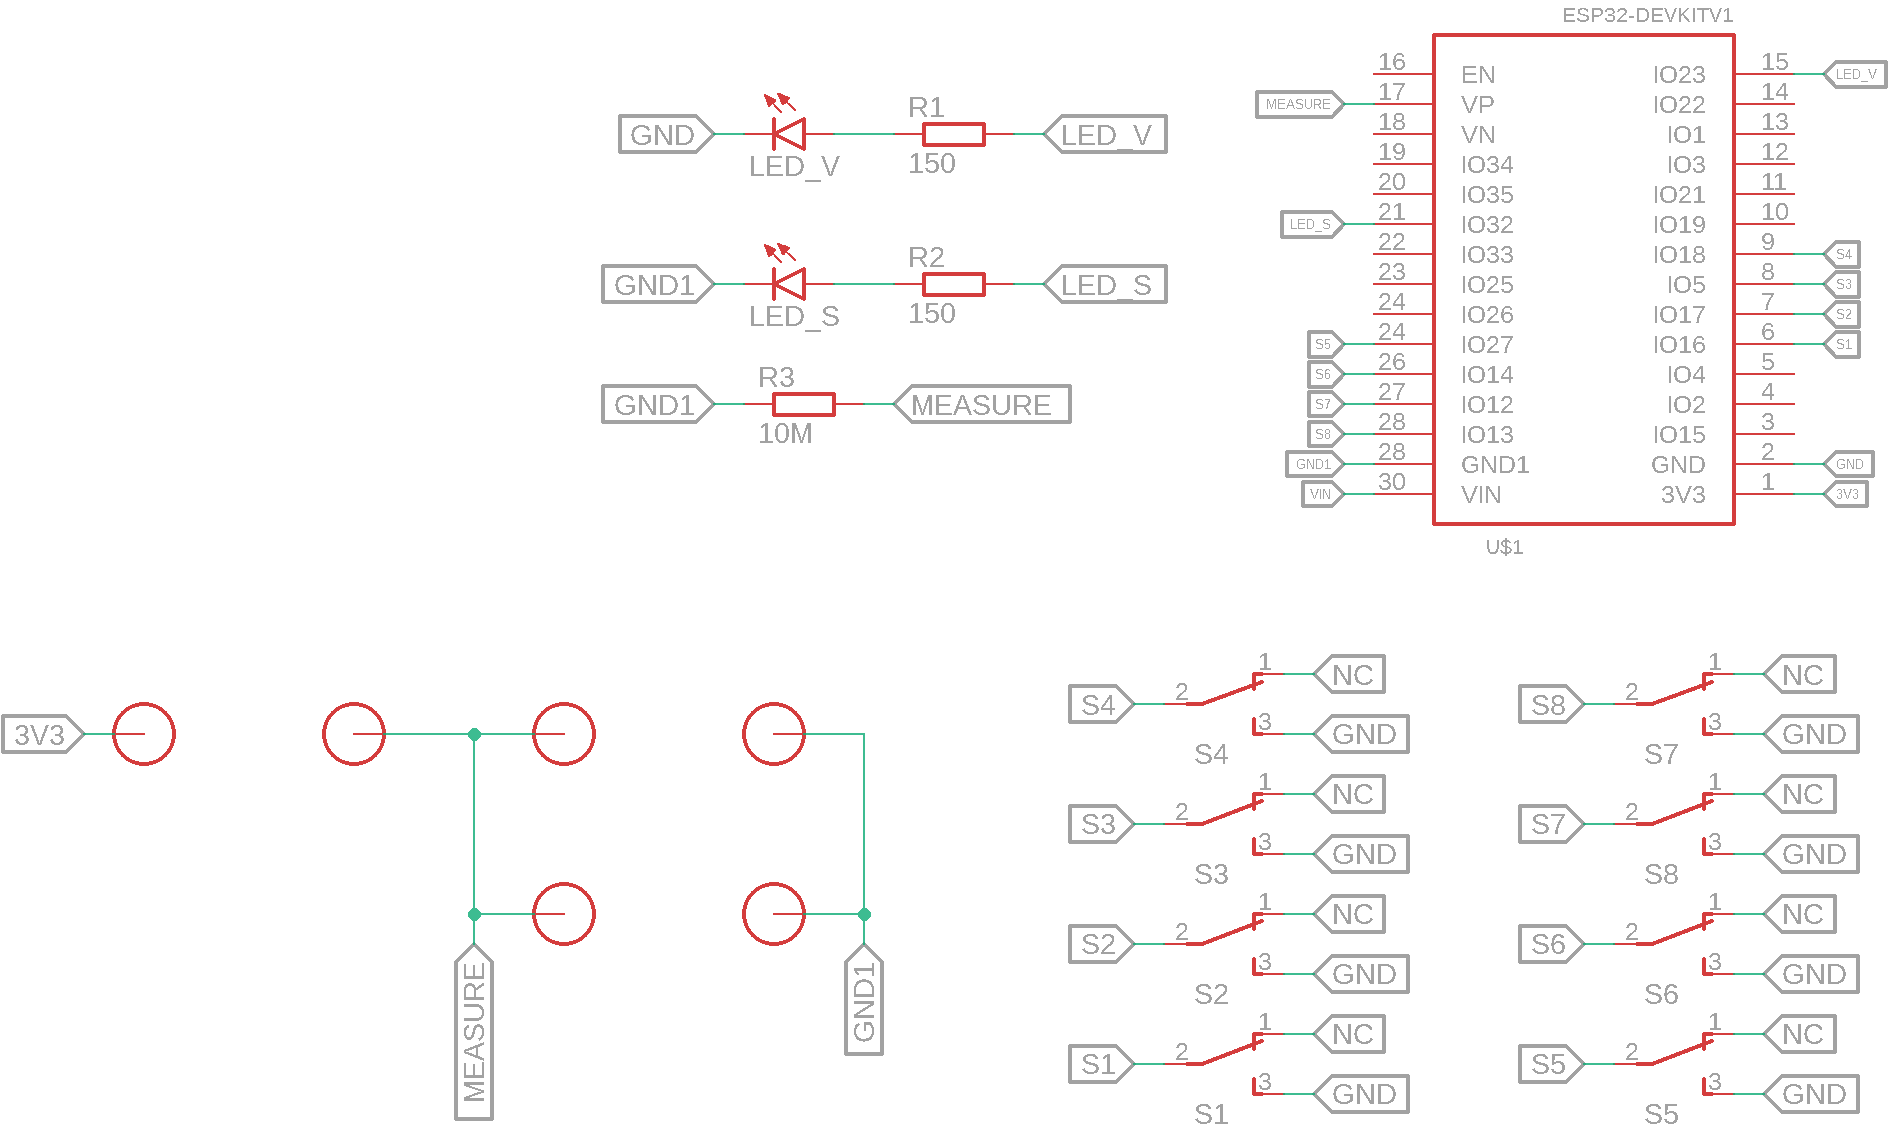 ESP32-DEVKITV1
16 EN IO23 15 LED_V
MEASURE 17 VP IO22 14
18 VN IO1 13
19 IO34 IO3 12
20 IO35 IO21 11
LED_S 21 IO32 IO19 10
22 IO33 IO18 9 S4
23 IO25 IO5 8 S3
24 IO26 IO17 7 S2
S5 24 IO27 IO16 6 S1
S6 26 IO14 IO4 5
S7 27 IO12 IO2 4
S8 28 IO13 IO15 3
GND1 28 GND1 GND 2 GND
VIN 30 VIN 3V3 1 3V3
U$1
R1
GND LED_V
LED_V 150
R2
GND1 LED_S
LED_S 150
R3
GND1 MEASURE
10M
3V3
MEASURE
GND1
1 NC
S4 2
3 GND
S4
1 NC
S3 2
3 GND
S3
1 NC
S2 2
3 GND
S2
1 NC
S1 2
3 GND
S1
1 NC
S8 2
3 GND
S7
1 NC
S7 2
3 GND
S8
1 NC
S6 2
3 GND
S6
1 NC
S5 2
3 GND
S5